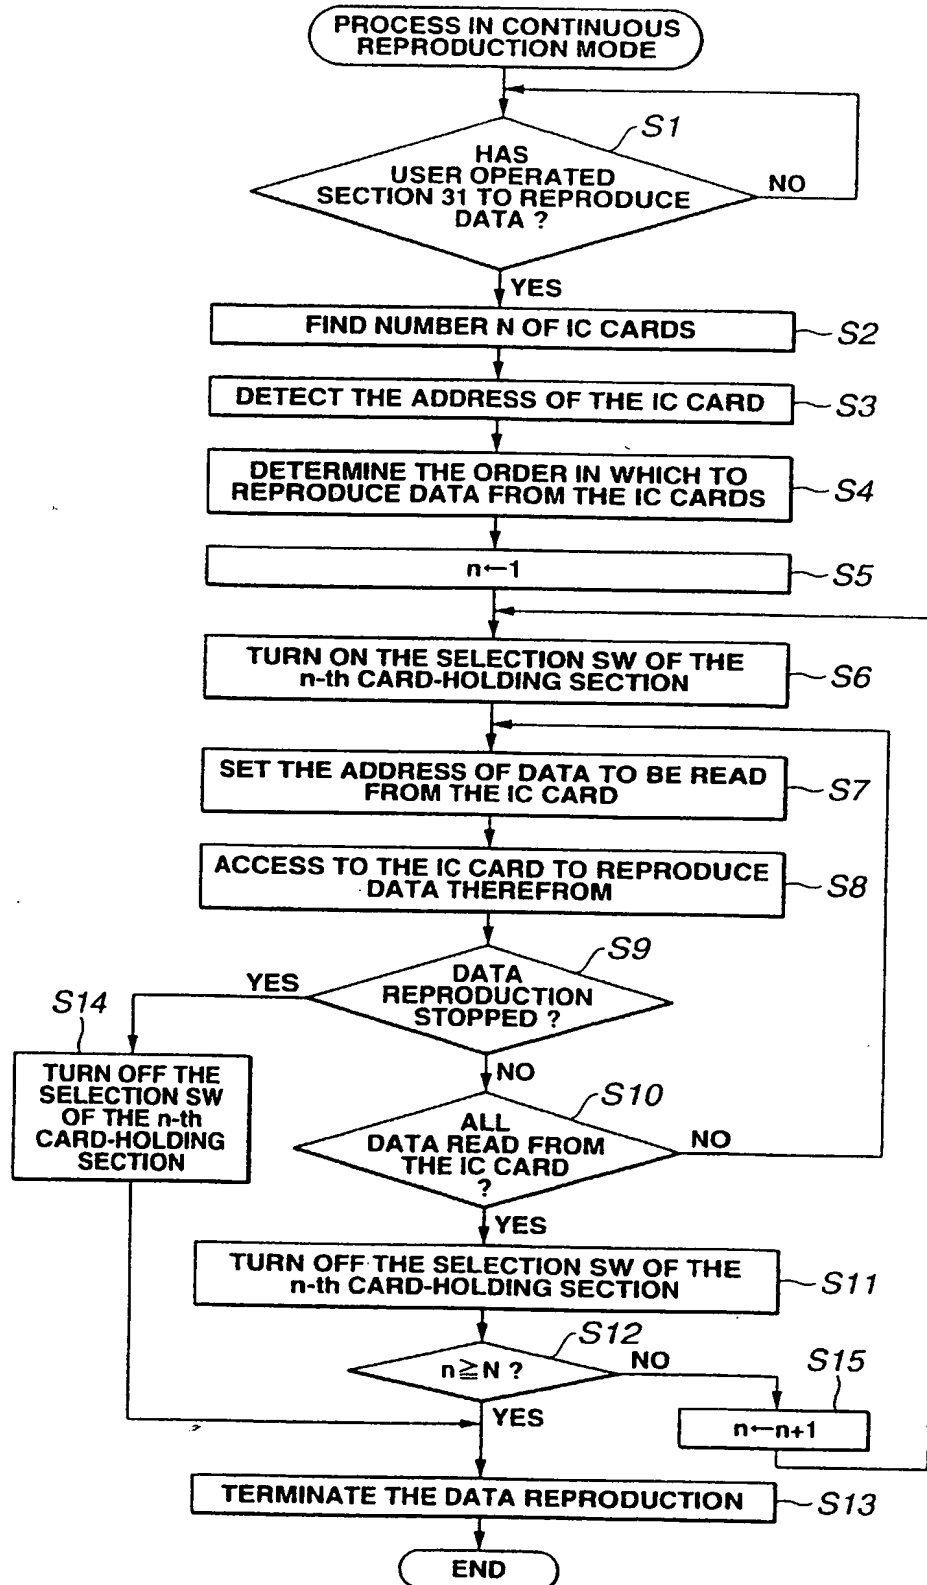 PROCESS IN CONTINUOUS
REPRODUCTION MODE
S1
HAS
USER OPERATED
SECTION 31 TO REPRODUCE
DATA ?
NO
YES
FIND NUMBER N OF IC CARDS
S2
DETECT THE ADDRESS OF THE IC CARD
S3
DETERMINE THE ORDER IN WHICH TO
REPRODUCE DATA FROM THE IC CARDS
S4
n←1
S5
TURN ON THE SELECTION SW OF THE
n-th CARD-HOLDING SECTION
S6
SET THE ADDRESS OF DATA TO BE READ
FROM THE IC CARD
S7
ACCESS TO THE IC CARD TO REPRODUCE
DATA THEREFROM
S8
S9
DATA
REPRODUCTION
STOPPED ?
YES
NO
S14
TURN OFF THE
SELECTION SW
OF THE n-th
CARD-HOLDING
SECTION
S10
ALL
DATA READ FROM
THE IC CARD
?
NO
YES
TURN OFF THE SELECTION SW OF THE
n-th CARD-HOLDING SECTION
S11
S12
n≧N ?
NO
YES
S15
n←n+1
TERMINATE THE DATA REPRODUCTION
S13
END